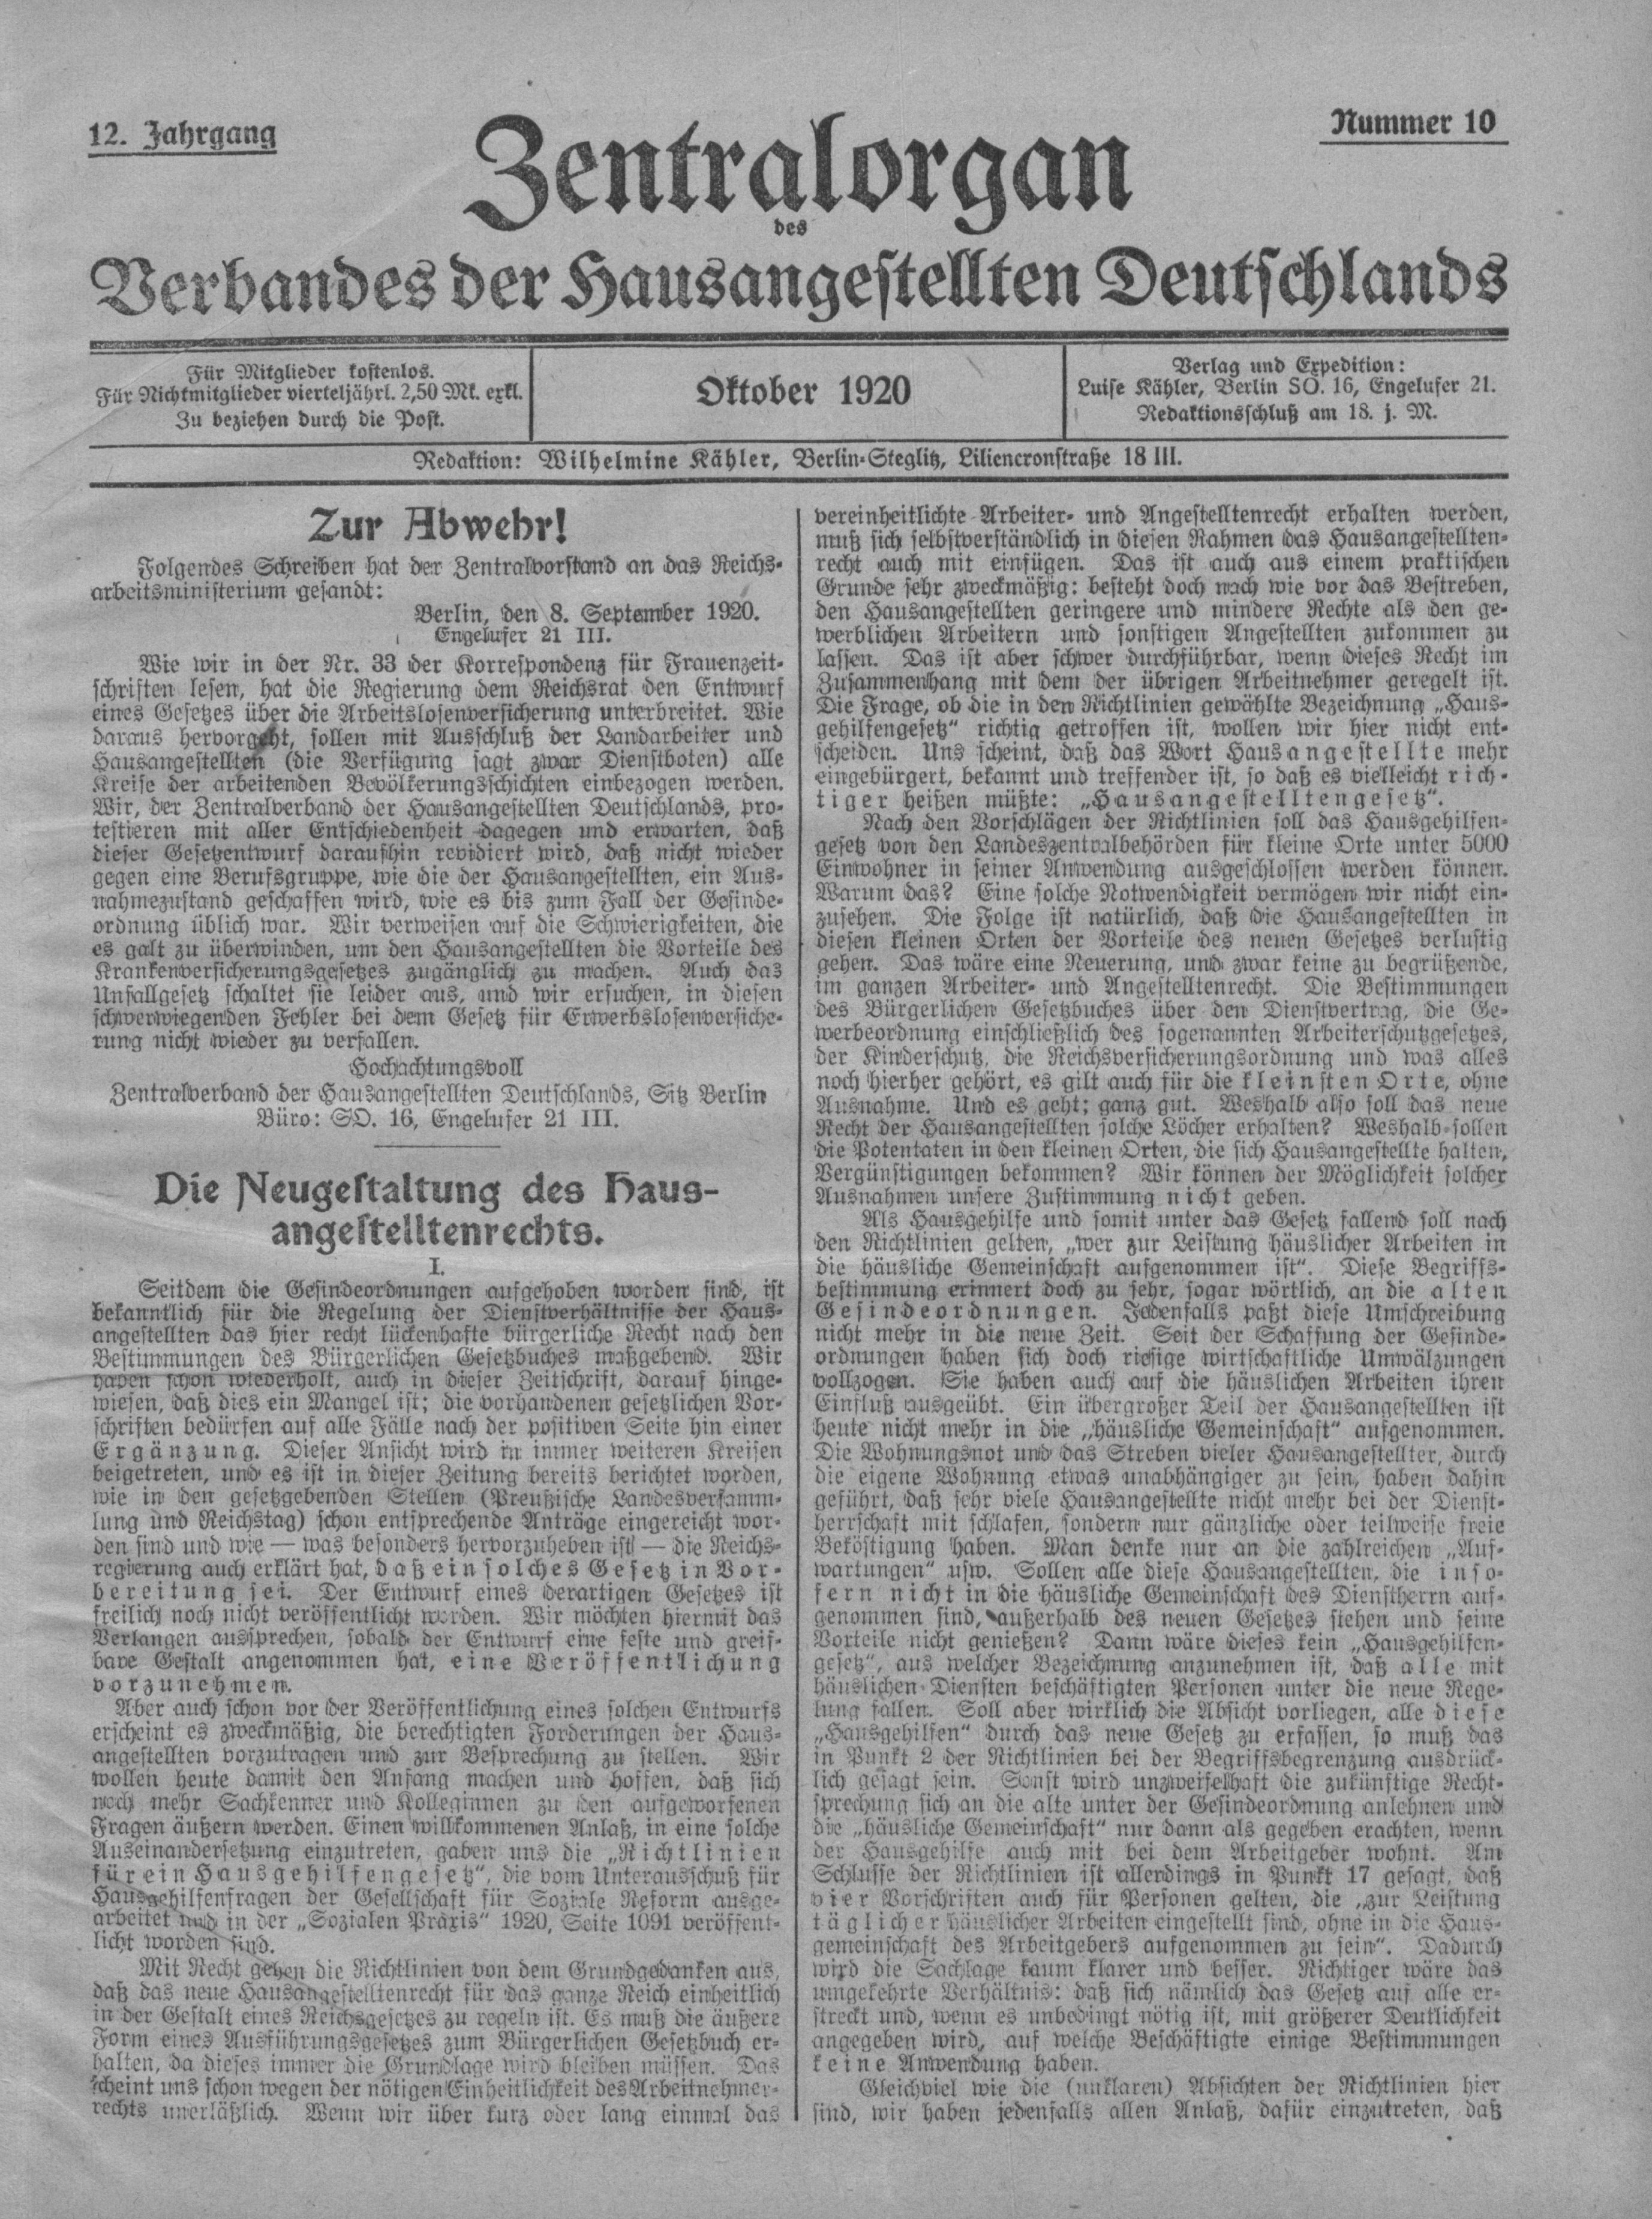 12. Jahrgang
Nummer 10
Zentralorgan
des
Verbandes der Hausangestellten Deutschlands
Für Mitglieder kostenlos.
Für Nichtmitglieder vierteljährl. 2,50 Mk. exkl.
Zu beziehen durch die Post.
Oktober 1920
Verlag und Expedition:
Luise Kähler, Berlin SO. 16, Engelufer 21.
Redaktionsschluß am 18. j. M.
Redaktion: Wilhelmine Kähler, Berlin-Steglitz, Liliencronstraße 18 III.
Zur Abwehr!
Folgendes Schreiben hat der Zentralvorstand an das Reichs-
arbeitsministerium gesandt:
Berlin, den 8. September 1920.
Engelufer 21 III.
Wie wir in der Nr. 33 der Korrespondenz für Frauenzeit-
schriften lesen, hat die Regierung dem Reichsrat den Entwurf
eines Gesetzes über die Arbeitslosenversicherung unterbreitet. Wie
daraus hervorgeht, sollen mit Ausschluß der Landarbeiter und
Hausangestellten (die Verfügung sagt zwar Dienstboten) alle
Kreise der arbeitenden Bevölkerungsschichten einbezogen werden.
Wir, der Zentralverband der Hausangestellten Deutschlands, pro-
testieren mit aller Entschiedenheit dagegen und erwarten, daß
dieser Gesetzentwurf daraufhin revidiert wird, daß nicht wieder
gegen eine Berufsgruppe, wie die der Hausangestellten, ein Aus-
nahmezustand geschaffen wird, wie es bis zum Fall der Gesinde-
ordnung üblich war. Wir verweisen auf die Schwierigkeiten, die
es galt zu überwinden, um den Hausangestellten die Vorteile des
Krankenversicherungsgesetzes zugänglich zu machen. Auch das
Unfallgesetz schaltet sie leider aus, und wir ersuchen, in diesen
schwerwiegenden Fehler bei dem Gesetz für Erwerbslosenversiche-
rung nicht wieder zu verfallen.
Hochachtungsvoll
Zentralverband der Hausangestellten Deutschlands, Sitz Berlin
Büro: SO. 16, Engelufer 21 III.
Die Neugestaltung des Haus-
angestelltenrechts.
I.
Seitdem die Gesindeordnungen aufgehoben worden sind, ist
bekanntlich für die Regelung der Dienstverhältnisse der Haus-
angestellten das hier recht lückenhafte bürgerliche Recht nach den
Bestimmungen des Bürgerlichen Gesetzbuches maßgebend. Wir
haben schon wiederholt, auch in dieser Zeitschrift, darauf hinge-
wiesen, daß dies ein Mangel ist; die vorhandenen gesetzlichen Vor-
schriften bedürfen auf alle Fälle nach der positiven Seite hin einer
Ergänzung. Dieser Ansicht wird in immer weiteren Kreisen
beigetreten, und es ist in dieser Zeitung bereits berichtet worden,
wie in den gesetzgebenden Stellen (Preußische Landesversamm-
lung und Reichstag) schon entsprechende Anträge eingereicht wor-
den sind und wie — was besonders hervorzuheben ist — die Reichs-
regierung auch erklärt hat, daß ein solches Gesetz in Vor-
bereitung sei. Der Entwurf eines derartigen Gesetzes ist
freilich noch nicht veröffentlicht worden. Wir möchten hiermit das
Verlangen aussprechen, sobald der Entwurf eine feste und greif-
bare Gestalt angenommen hat, eine Veröffentlichung
vorzunehmen.
Aber auch schon vor der Veröffentlichung eines solchen Entwurfs
erscheint es zweckmäßig, die berechtigten Forderungen der Haus-
angestellten vorzutragen und zur Besprechung zu stellen. Wir
wollen heute damit den Anfang machen und hoffen, daß sich
noch mehr Sachkenner und Kolleginnen zu den aufgeworfenen
Fragen äußern werden. Einen willkommenen Anlaß, in eine solche
Auseinandersetzung einzutreten, gaben uns die „Richtlinien
für ein Hausgehilfengesetz“, die vom Unterausschuß für
Hausgehilfenfragen der Gesellschaft für Soziale Reform ausge-
arbeitet und in der „Sozialen Praxis“ 1920, Seite 1091 veröffent-
licht worden sind.
Mit Recht gehen die Richtlinien von dem Grundgedanken aus,
daß das neue Hausangestelltenrecht für das ganze Reich einheitlich
in der Gestalt eines Reichsgesetzes zu regeln ist. Es muß die äußere
Form eines Ausführungsgesetzes zum Bürgerlichen Gesetzbuch er-
halten, da dieses immer die Grundlage wird bleiben müssen. Das
scheint uns schon wegen der nötigen Einheitlichkeit des Arbeitnehmer-
rechts unerläßlich. Wenn wir über kurz oder lang einmal das
vereinheitlichte Arbeiter- und Angestelltenrecht erhalten werden,
muß sich selbstverständlich in diesen Rahmen das Hausangestellten-
recht auch mit einfügen. Das ist auch aus einem praktischen
Grunde sehr zweckmäßig: besteht doch nach wie vor das Bestreben,
den Hausangestellten geringere und mindere Rechte als den ge-
werblichen Arbeitern und sonstigen Angestellten zukommen zu
lassen. Das ist aber schwer durchführbar, wenn dieses Recht im
Zusammenhang mit dem der übrigen Arbeitnehmer geregelt ist.
Die Frage, ob die in den Richtlinien gewählte Bezeichnung „Haus-
gehilfengesetz“ richtig getroffen ist, wollen wir hier nicht ent-
scheiden. Uns scheint, daß das Wort Hausangestellte mehr
eingebürgert, bekannt und treffender ist, so daß es vielleicht rich-
tiger heißen müßte: „Hausangestelltengesetz“.
Nach den Vorschlägen der Richtlinien soll das Hausgehilfen-
gesetz von den Landeszentralbehörden für kleine Orte unter 5000
Einwohner in seiner Anwendung ausgeschlossen werden können.
Warum das? Eine solche Notwendigkeit vermögen wir nicht ein-
zusehen. Die Folge ist natürlich, daß die Hausangestellten in
diesen kleinen Orten der Vorteile des neuen Gesetzes verlustig
gehen. Das wäre eine Neuerung, und zwar keine zu begrüßende,
im ganzen Arbeiter- und Angestelltenrecht. Die Bestimmungen
des Bürgerlichen Gesetzbuches über den Dienstvertrag, die Ge-
werbeordnung einschließlich des sogenannten Arbeiterschutzgesetzes,
der Kinderschutz, die Reichsversicherungsordnung und was alles
noch hierher gehört, es gilt auch für die kleinsten Orte, ohne
Ausnahme. Und es geht; ganz gut. Weshalb also soll das neue
Recht der Hausangestellten solche Löcher erhalten? Weshalb sollen
die Potentaten in den kleinen Orten, die sich Hausangestellte halten,
Vergünstigungen bekommen? Wir können der Möglichkeit solcher
Ausnahmen unsere Zustimmung nicht geben.
Als Hausgehilfe und somit unter das Gesetz fallend soll nach
den Richtlinien gelten, „wer zur Leistung häuslicher Arbeiten in
die häusliche Gemeinschaft aufgenommen ist“. Diese Begriffs-
bestimmung erinnert doch zu sehr, sogar wörtlich, an die alten
Gesindeordnungen. Jedenfalls paßt diese Umschreibung
nicht mehr in die neue Zeit. Seit der Schaffung der Gesinde-
ordnungen haben sich doch riesige wirtschaftliche Umwälzungen
vollzogen. Sie haben auch auf die häuslichen Arbeiten ihren
Einfluß ausgeübt. Ein übergroßer Teil der Hausangestellten ist
heute nicht mehr in die „häusliche Gemeinschaft“ aufgenommen.
Die Wohnungsnot und das Streben vieler Hausangestellter, durch
die eigene Wohnung etwas unabhängiger zu sein, haben dahin
geführt, daß sehr viele Hausangestellte nicht mehr bei der Dienst-
herrschaft mit schlafen, sondern nur gänzliche oder teilweise freie
Beköstigung haben. Man denke nur an die zahlreichen „Auf-
wartungen“ usw. Sollen alle diese Hausangestellten, die inso-
fern nicht in die häusliche Gemeinschaft des Dienstherrn auf-
genommen sind, außerhalb des neuen Gesetzes stehen und seine
Vorteile nicht genießen? Dann wäre dieses kein „Hausgehilfen-
gesetz“, aus welcher Bezeichnung anzunehmen ist, daß alle mit
häuslichen Diensten beschäftigten Personen unter die neue Rege-
lung fallen. Soll aber wirklich die Absicht vorliegen, alle diese
„Hausgehilfen“ durch das neue Gesetz zu erfassen, so muß das
in Punkt 2 der Richtlinien bei der Begriffsbegrenzung ausdrück-
lich gesagt sein. Sonst wird unzweifelhaft die zukünftige Recht-
sprechung sich an die alte unter der Gesindeordnung anlehnen und
die „häusliche Gemeinschaft“ nur dann als gegeben erachten, wenn
der Hausgehilfe auch mit bei dem Arbeitgeber wohnt. Am
Schlusse der Richtlinien ist allerdings in Punkt 17 gesagt, daß
vier Vorschriften auch für Personen gelten, die „zur Leistung
täglicher häuslicher Arbeiten eingestellt sind, ohne in die Haus-
gemeinschaft des Arbeitgebers aufgenommen zu sein“. Dadurch
wird die Sachlage kaum klarer und besser. Richtiger wäre das
umgekehrte Verhältnis: daß sich nämlich das Gesetz auf alle er-
streckt und, wenn es unbedingt nötig ist, mit größerer Deutlichkeit
angegeben wird, auf welche Beschäftigte einige Bestimmungen
keine Anwendung haben.
Gleichviel wie die (unklaren) Absichten der Richtlinien hier
sind, wir haben jedenfalls allen Anlaß, dafür einzutreten, daß